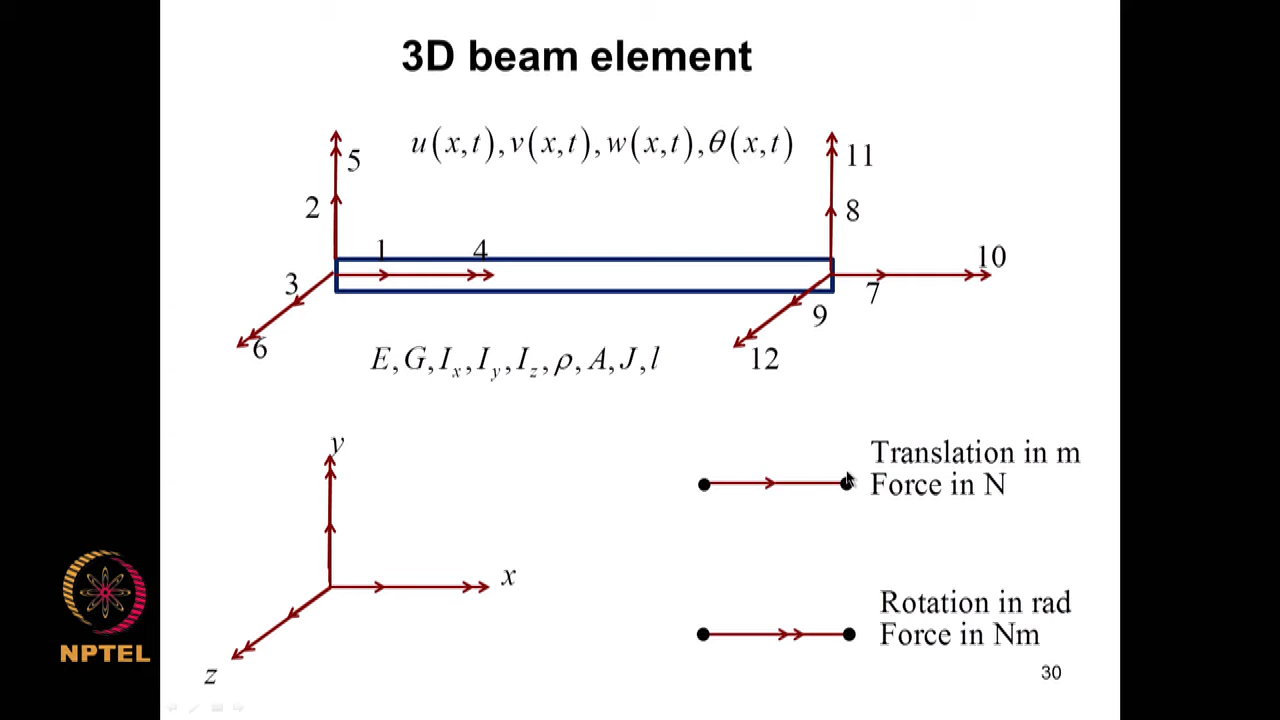 3D beam element
u(x,t),v(x,t),w(x,t),θ(x,t)
5
11
2
8
1
4
10
3
7
9
6
12
E,G,I_x,I_y,I_z,ρ,A,J,l
y
Translation in m
Force in N
x
Rotation in rad
Force in Nm
z
NPTEL
30